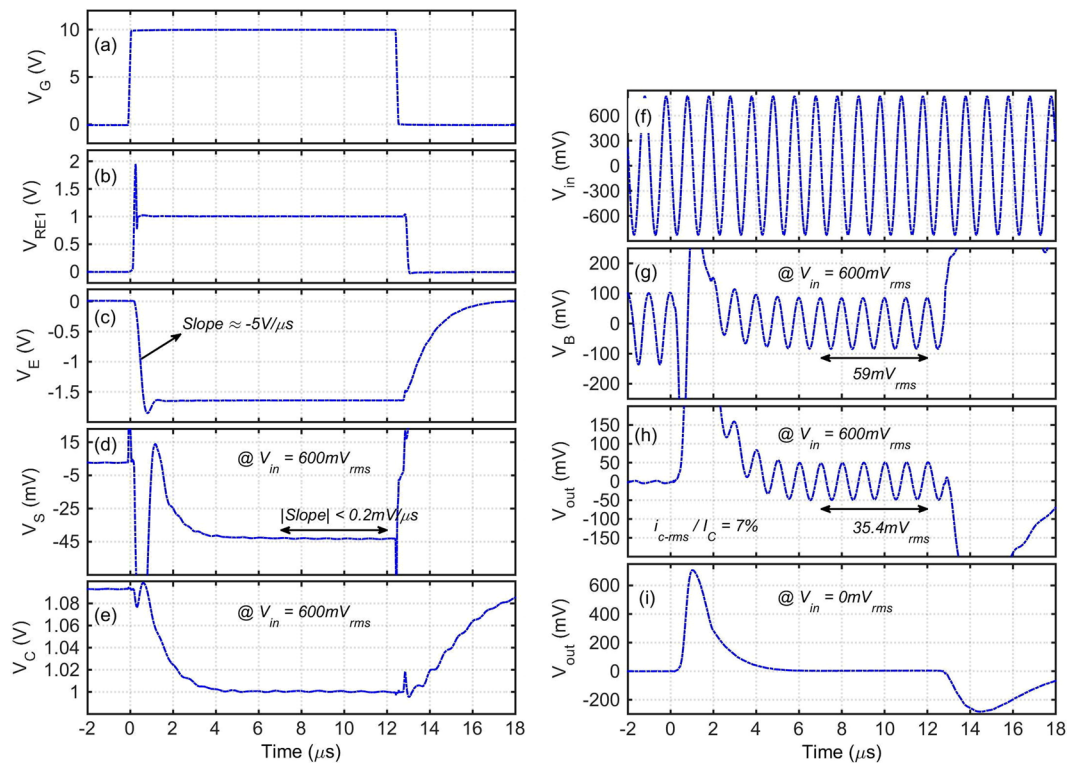 (a)
V_G (V)
10
5
0
(b)
V_RE1 (V)
2
1.5
1
0.5
0
(c)
V_E (V)
0
-0.5
-1
-1.5
Slope ≈ -5V/μs
(d)
V_S (mV)
15
-5
-25
-45
@ V_in = 600mV_rms
|Slope| < 0.2mV/μs
(e)
V_C (V)
1.08
1.06
1.04
1.02
1
@ V_in = 600mV_rms
-2 0 2 4 6 8 10 12 14 16 18
Time (μs)
(f)
V_in (mV)
600
300
0
-300
-600
(g)
V_B (mV)
200
100
0
-100
-200
@ V_in = 600mV_rms
59mV_rms
(h)
V_out (mV)
150
100
50
0
-50
-100
-150
@ V_in = 600mV_rms
i_c-rms / I_C = 7%
35.4mV_rms
(i)
V_out (mV)
600
400
200
0
-200
@ V_in = 0mV_rms
-2 0 2 4 6 8 10 12 14 16 18
Time (μs)